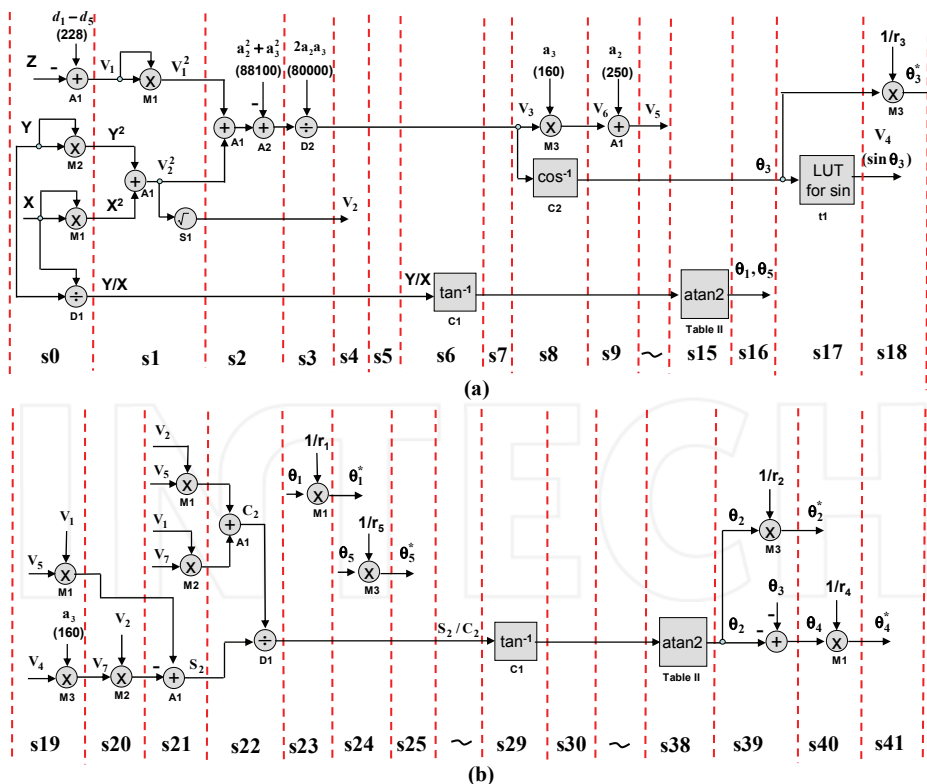 d₁ – d₅
(228)
Z
-
+
A1
V₁
X
M1
V₁²
Y
X
M2
Y²
X
X
M1
X²
+
A1
V₂²
√
S1
V₂
÷
D1
Y/X
+
A1
a₂² + a₃²
(88100)
-
+
A2
2a₂a₃
(80000)
÷
D2
V₃
a₃
(160)
X
M3
V₆
a₂
(250)
+
A1
V₅
cos⁻¹
C2
θ₃
LUT
for sin
t1
V₄
(sin θ₃)
1/r₃
X
M3
θ₃*
Y/X
tan⁻¹
C1
atan2
Table II
θ₁, θ₅
s0 s1 s2 s3 s4 s5 s6 s7 s8 s9 ~ s15 s16 s17 s18
(a)
INTECH
V₁
V₅
X
M1
a₃
(160)
V₄
X
M3
V₇
V₂
X
M2
-
+
A1
S₂
V₂
V₅
X
M1
V₁
V₇
X
M2
+
A1
C₂
÷
D1
1/r₁
θ₁
X
M1
θ₁*
1/r₅
θ₅
X
M3
θ₅*
S₂ / C₂
tan⁻¹
C1
atan2
Table II
θ₂
θ₂
1/r₂
X
M3
θ₂*
θ₃
-
-
+
θ₄
1/r₄
X
M1
θ₄*
s19 s20 s21 s22 s23 s24 s25 ~ s29 s30 ~ s38 s39 s40 s41
(b)